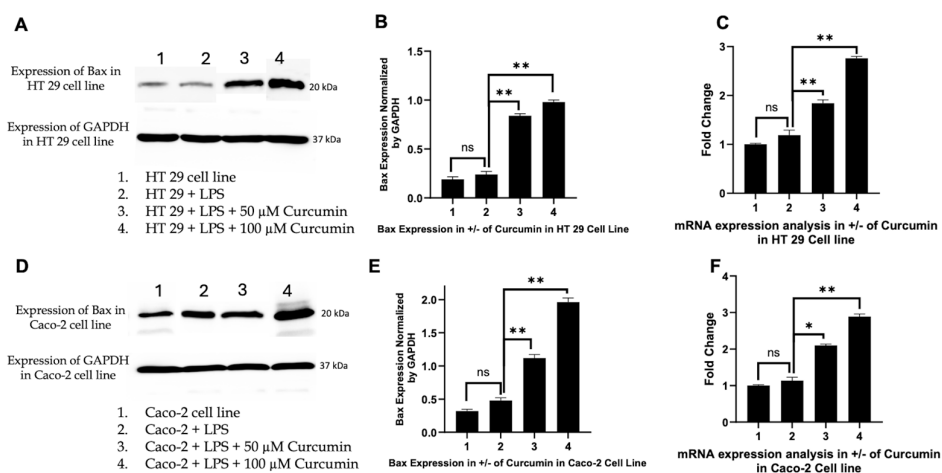 A
1 2 3 4
Expression of Bax in
HT 29 cell line
20 kDa
Expression of GAPDH
in HT 29 cell line
37 kDa
1. HT 29 cell line
2. HT 29 + LPS
3. HT 29 + LPS + 50 µM Curcumin
4. HT 29 + LPS + 100 µM Curcumin
B
Bax Expression Normalized
by GAPDH
1.5
1.0
0.5
0.0
ns
**
**
1 2 3 4
Bax Expression in +/- of Curcumin in HT 29 Cell Line
C
Fold Change
3
2
1
0
ns
**
**
1 2 3 4
mRNA expression analysis in +/- of Curcumin
in HT 29 Cell line
D
1 2 3 4
Expression of Bax in
Caco-2 cell line
20 kDa
Expression of GAPDH
in Caco-2 cell line
37 kDa
1. Caco-2 cell line
2. Caco-2 + LPS
3. Caco-2 + LPS + 50 µM Curcumin
4. Caco-2 + LPS + 100 µM Curcumin
E
Bax Expression Normalized
by GAPDH
2.0
1.5
1.0
0.5
0.0
ns
**
**
1 2 3 4
Bax Expression in +/- of Curcumin in Caco-2 Cell Line
F
Fold Change
4
3
2
1
0
ns
*
**
1 2 3 4
mRNA expression analysis in +/- of Curcumin
in Caco-2 Cell line